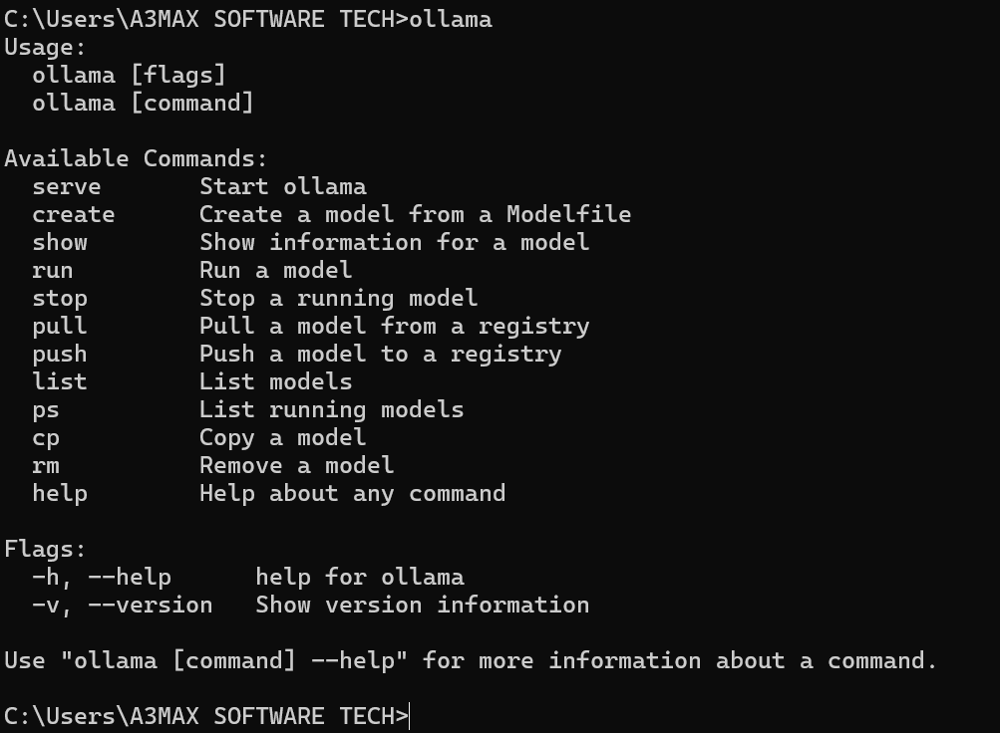 C:\Users\A3MAX SOFTWARE TECH>ollama
Usage:
  ollama [flags]
  ollama [command]

Available Commands:
  serve       Start ollama
  create      Create a model from a Modelfile
  show        Show information for a model
  run         Run a model
  stop        Stop a running model
  pull        Pull a model from a registry
  push        Push a model to a registry
  list        List models
  ps          List running models
  cp          Copy a model
  rm          Remove a model
  help        Help about any command

Flags:
  -h, --help      help for ollama
  -v, --version   Show version information

Use "ollama [command] --help" for more information about a command.

C:\Users\A3MAX SOFTWARE TECH>